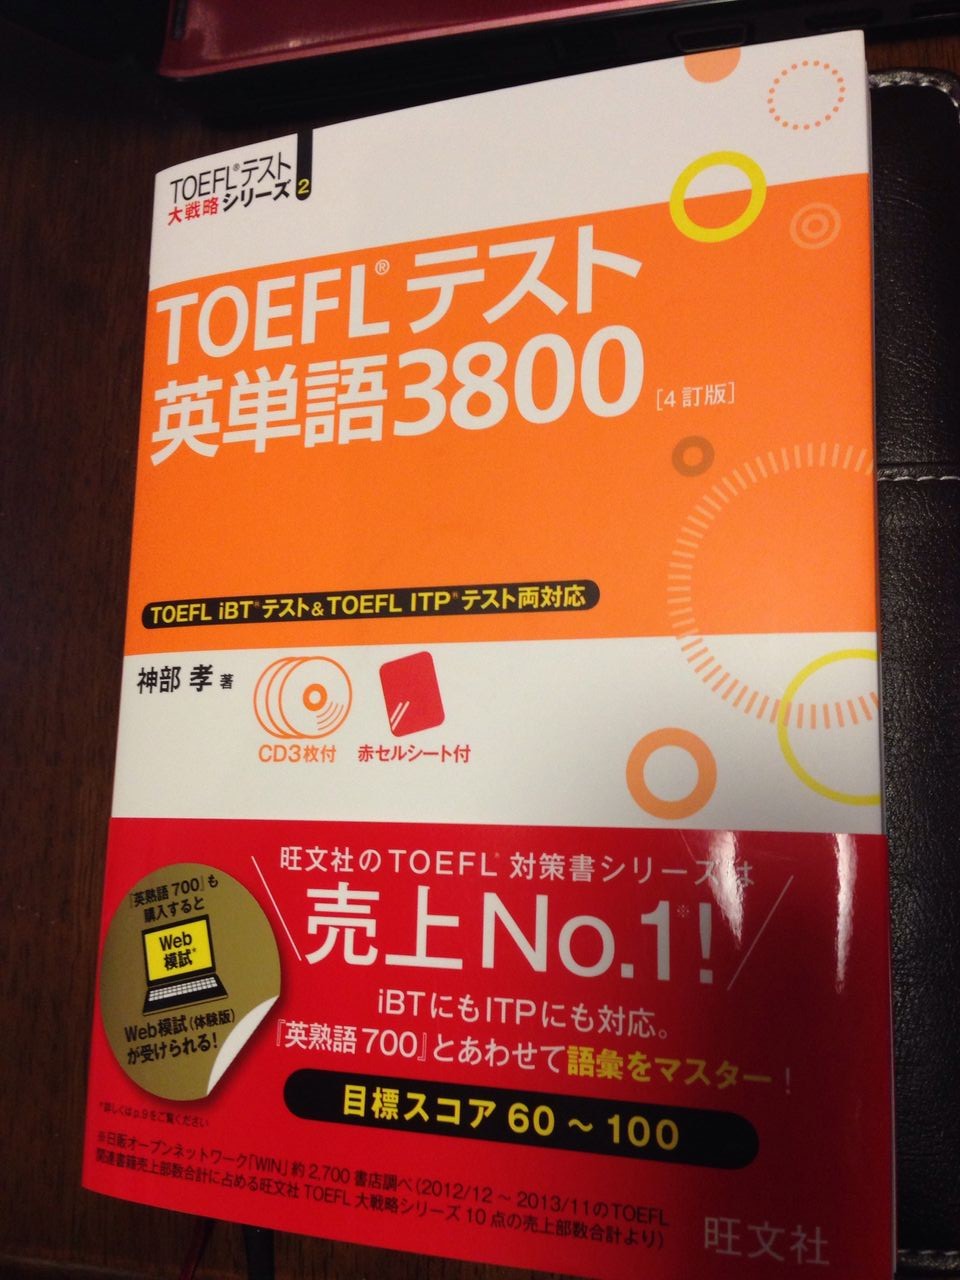 TOEFL®テスト
大戦略シリーズ 2
TOEFL®テスト
英単語3800 [4訂版]
TOEFL iBT®テスト&TOEFL ITP®テスト両対応
神部 孝 著
CD3枚付
赤セルシート付
旺文社のTOEFL®対策書シリーズは
売上No.1※!
iBTにもITPにも対応。
『英熟語700』とあわせて語彙をマスター!
目標スコア 60～100
『英熟語700』も
購入すると
Web
模試※
Web模試(体験版)
が受けられる!
※詳しくはp.9をご覧ください
※日販オープンネットワーク「WIN」約2,700書店調べ(2012/12～2013/11のTOEFL
関連書籍売上部数合計に占める旺文社TOEFL大戦略シリーズ10点の売上部数合計より)
旺文社